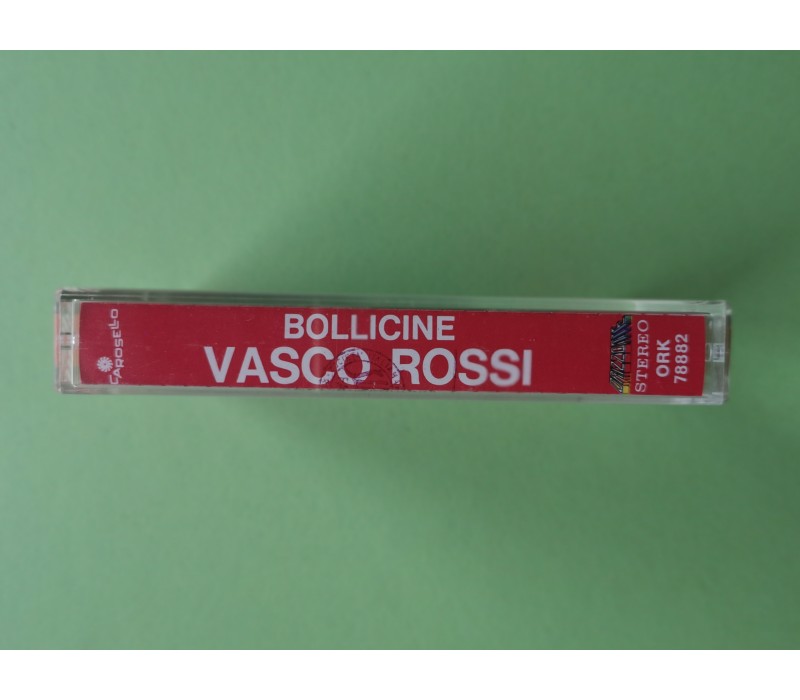 CAROSELLO
BOLLICINE
VASCO ROSSI
STEREO
ORK
78882